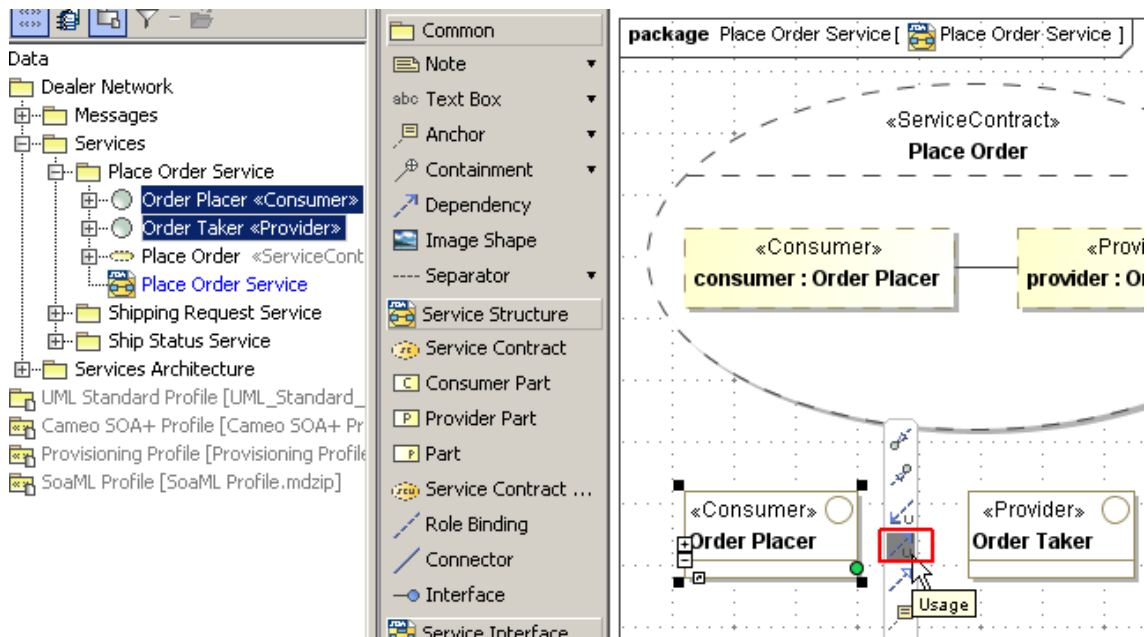 Data
Dealer Network
Messages
Services
Place Order Service
Order Placer «Consumer»
Order Taker «Provider»
Place Order «ServiceCont
Place Order Service
Shipping Request Service
Ship Status Service
Services Architecture
UML Standard Profile [UML_Standard_
Cameo SOA+ Profile [Cameo SOA+ Pr
Provisioning Profile [Provisioning Profile
SoaML Profile [SoaML Profile.mdzip]
Common
Note
abc Text Box
Anchor
Containment
Dependency
Image Shape
Separator
Service Structure
Service Contract
C Consumer Part
P Provider Part
P Part
Service Contract ...
Role Binding
Connector
Interface
Service Interface
package Place Order Service [ Place Order Service ]
«ServiceContract»
Place Order
«Consumer»
consumer : Order Placer
«Provi
provider : Or
«Consumer»
Order Placer
«Provider»
Order Taker
U
U
Usage